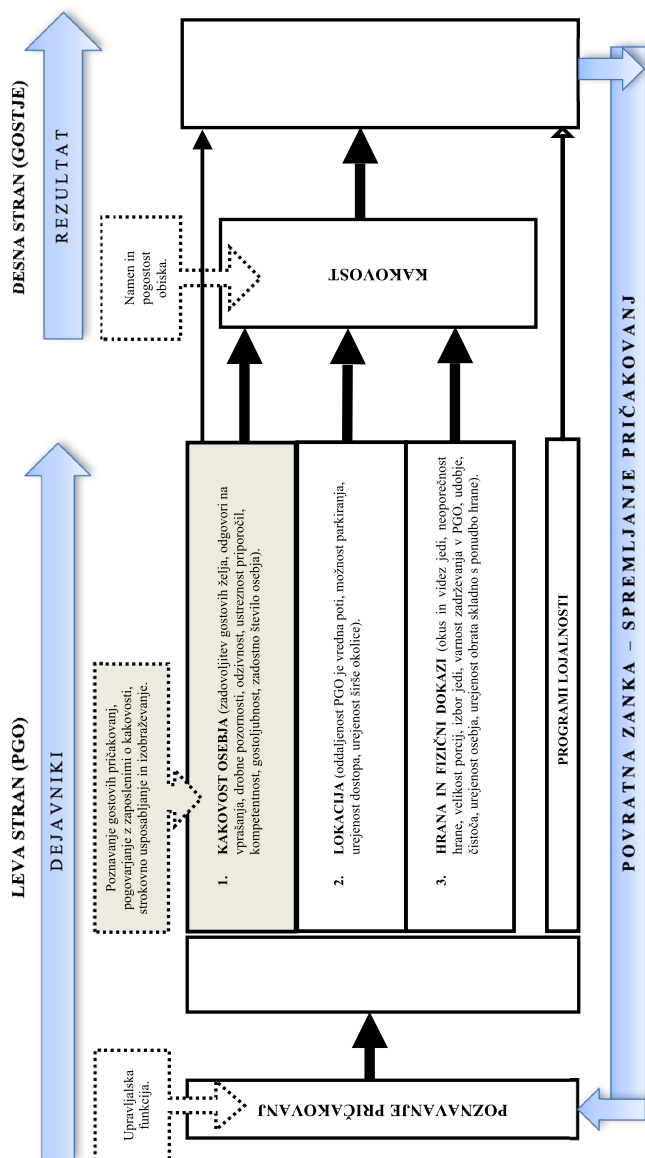 LEVA STRAN (PGO)
DESNA STRAN (GOSTJE)
DEJAVNIKI
REZULTAT
Upravljalska
funkcija.
Poznavanje gostovih pričakovanj,
pogovarjanje z zaposlenimi o kakovosti,
strokovno usposabljanje in izobraževanje.
Namen in
pogostost
obiska.
POZNAVANJE PRIČAKOVANJ
1. KAKOVOST OSEBJA (zadovoljitev gostovih želja, odgovori na
vprašanja, drobne pozornosti, odzivnost, ustreznost priporočil,
kompetentnost, gostoljubnost, zadostno število osebja).
2. LOKACIJA (oddaljenost PGO je vredna poti, možnost parkiranja,
urejenost dostopa, urejenost širše okolice).
3. HRANA IN FIZIČNI DOKAZI (okus in videz jedi, neoporečnost
hrane, velikost porcij, izbor jedi, varnost zadrževanja v PGO, udobje,
čistoča, urejenost osebja, urejenost obrata skladno s ponudbo hrane).
KAKOVOST
PROGRAMI LOJALNOSTI
POVRATNA ZANKA – SPREMLJANJE PRIČAKOVANJ